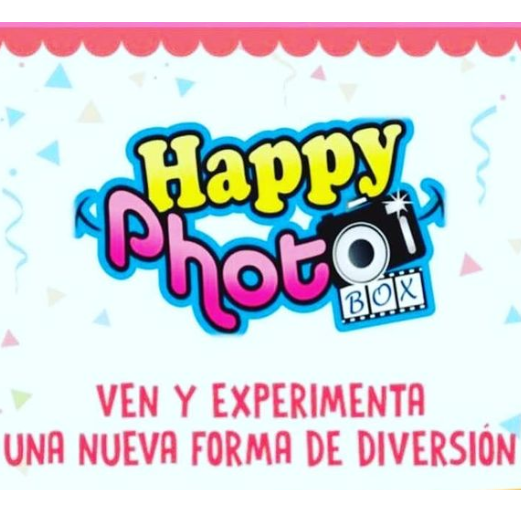 Happy
Photo
BOX
VEN Y EXPERIMENTA
UNA NUEVA FORMA DE DIVERSIÓN